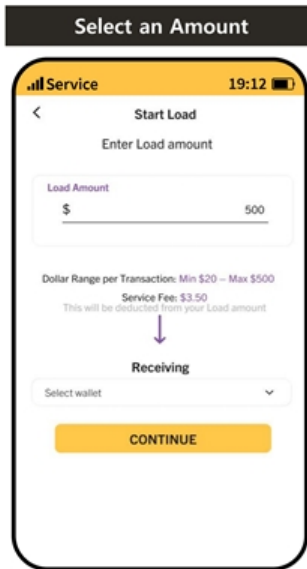 Select an Amount
Service 19:12
Start Load
Enter Load amount
Load Amount
$ 500
Dollar Range per Transaction: Min $20 – Max $500
Service Fee: $3.50
This will be deducted from your Load amount
Receiving
Select wallet
CONTINUE